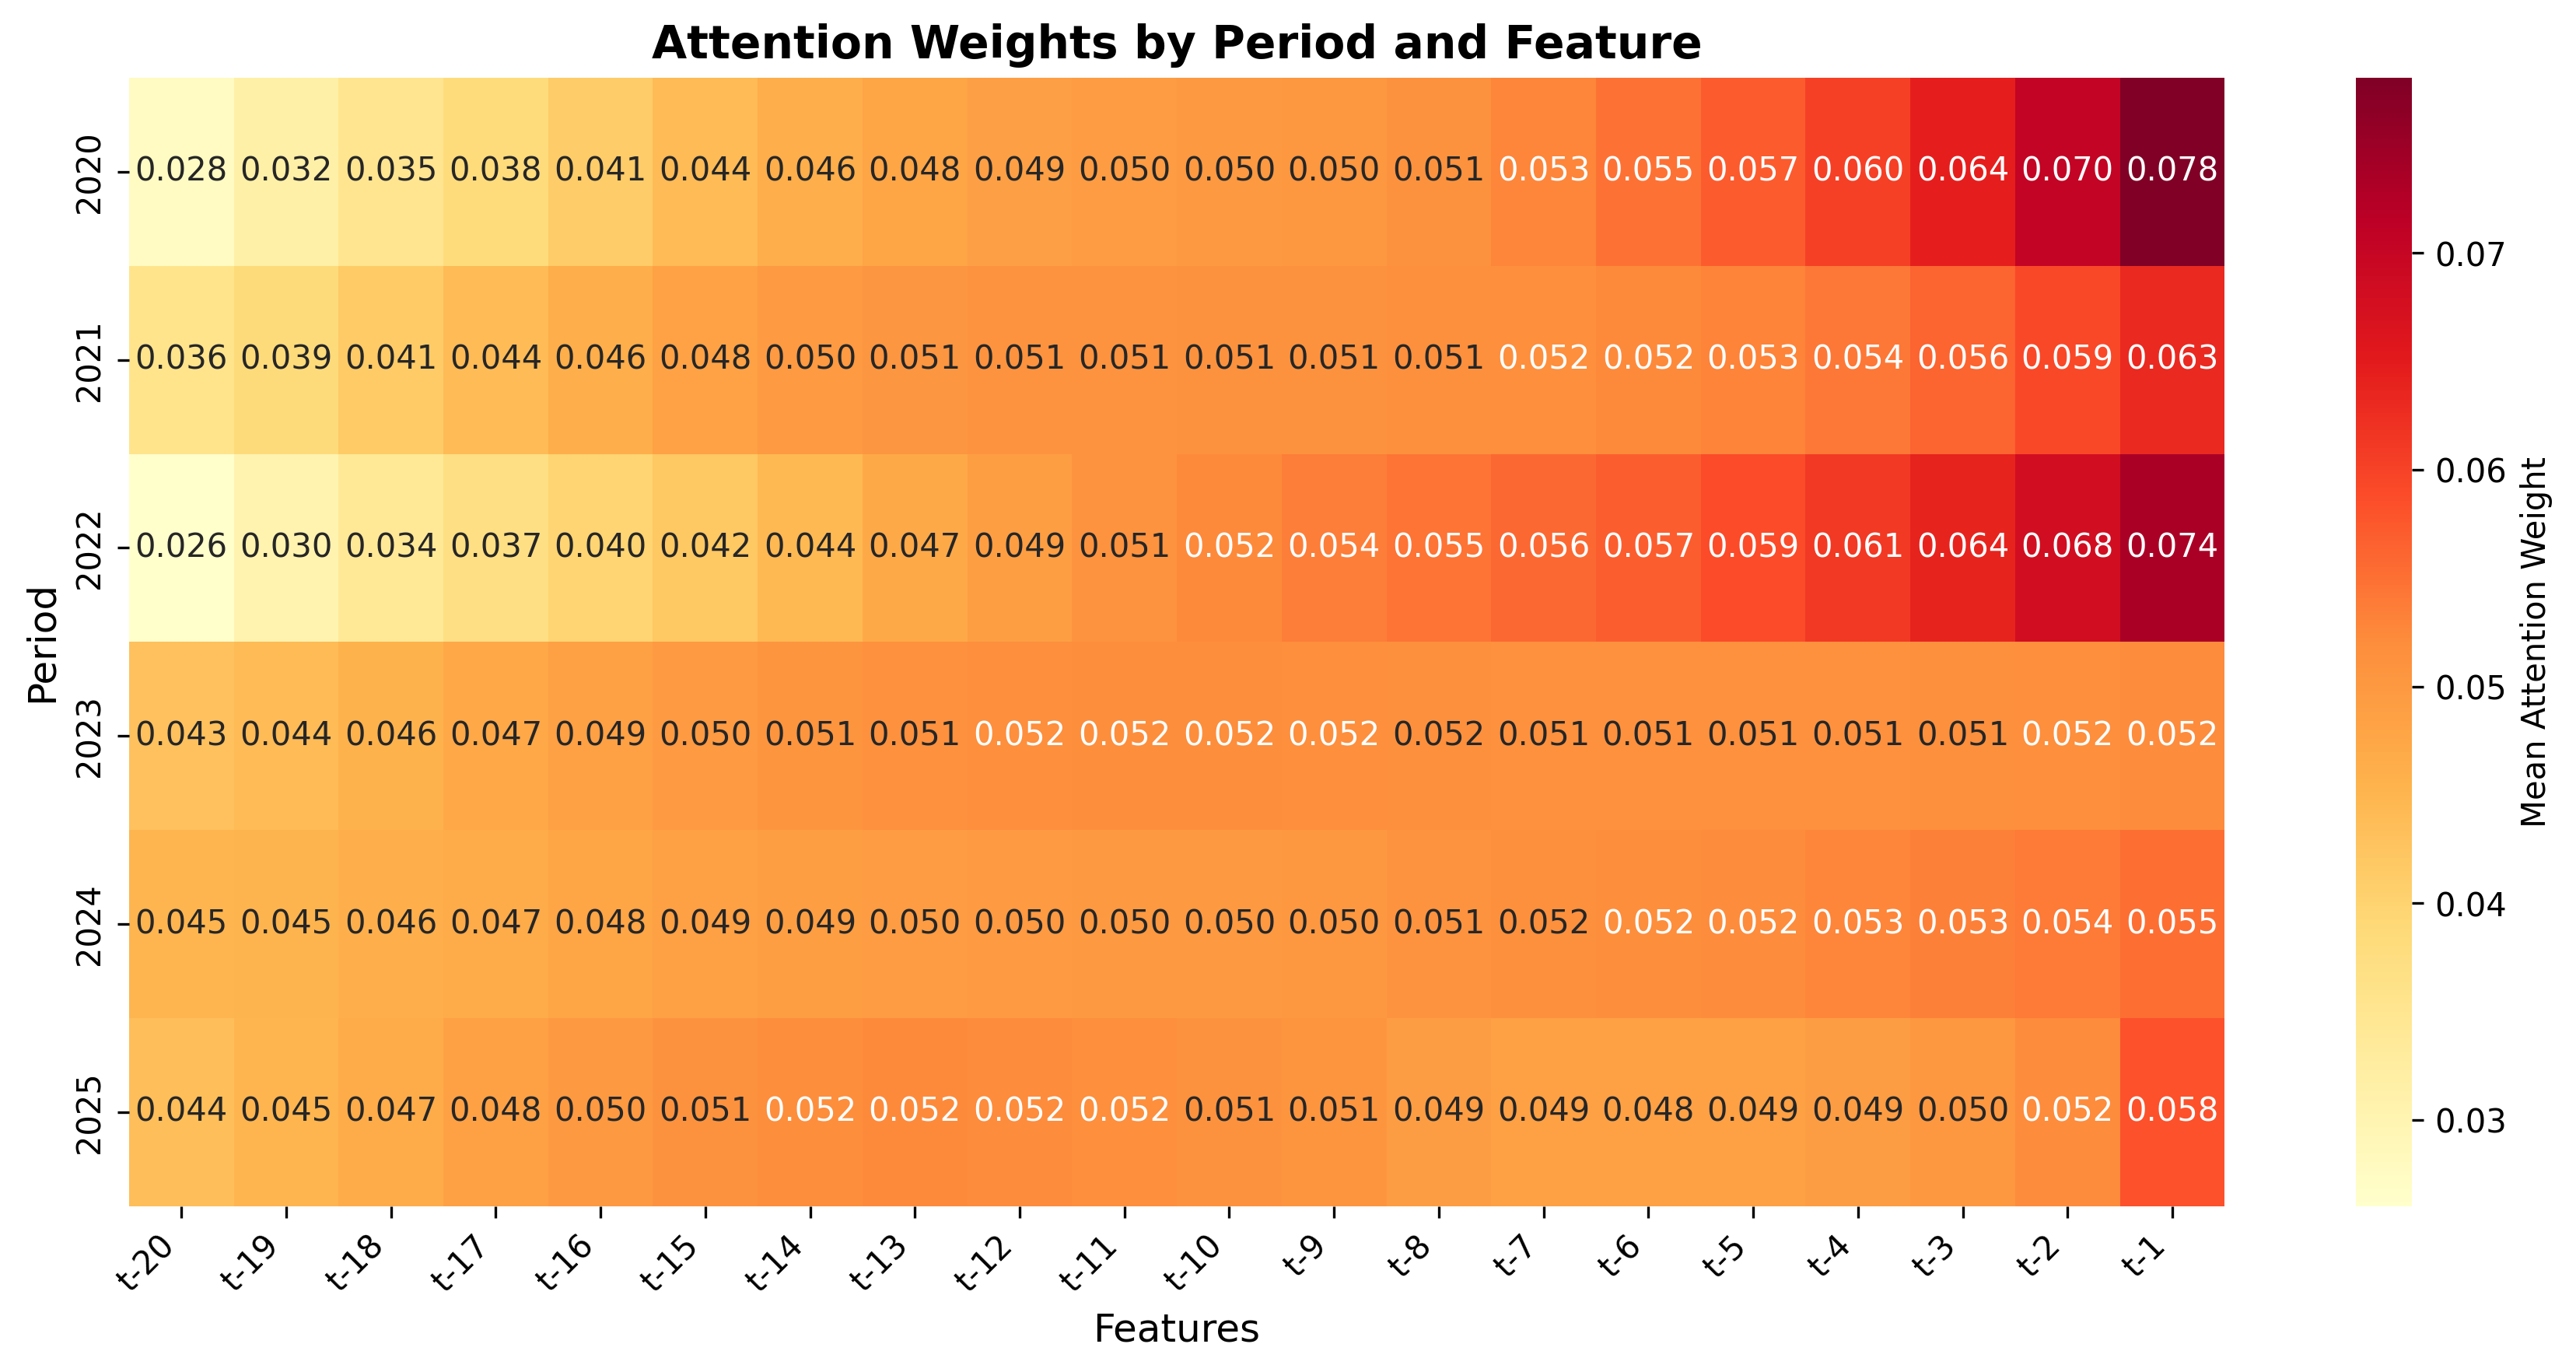 Attention Weights by Period and Feature
2020 0.028 0.032 0.035 0.038 0.041 0.044 0.046 0.048 0.049 0.050 0.050 0.050 0.051 0.053 0.055 0.057 0.060 0.064 0.070 0.078
2021 0.036 0.039 0.041 0.044 0.046 0.048 0.050 0.051 0.051 0.051 0.051 0.051 0.051 0.052 0.052 0.053 0.054 0.056 0.059 0.063
2022 0.026 0.030 0.034 0.037 0.040 0.042 0.044 0.047 0.049 0.051 0.052 0.054 0.055 0.056 0.057 0.059 0.061 0.064 0.068 0.074
2023 0.043 0.044 0.046 0.047 0.049 0.050 0.051 0.051 0.052 0.052 0.052 0.052 0.052 0.051 0.051 0.051 0.051 0.051 0.052 0.052
2024 0.045 0.045 0.046 0.047 0.048 0.049 0.049 0.050 0.050 0.050 0.050 0.050 0.051 0.052 0.052 0.052 0.053 0.053 0.054 0.055
2025 0.044 0.045 0.047 0.048 0.050 0.051 0.052 0.052 0.052 0.052 0.051 0.051 0.049 0.049 0.048 0.049 0.049 0.050 0.052 0.058
Period
t-20 t-19 t-18 t-17 t-16 t-15 t-14 t-13 t-12 t-11 t-10 t-9 t-8 t-7 t-6 t-5 t-4 t-3 t-2 t-1
Features
0.07
0.06
0.05
0.04
0.03
Mean Attention Weight